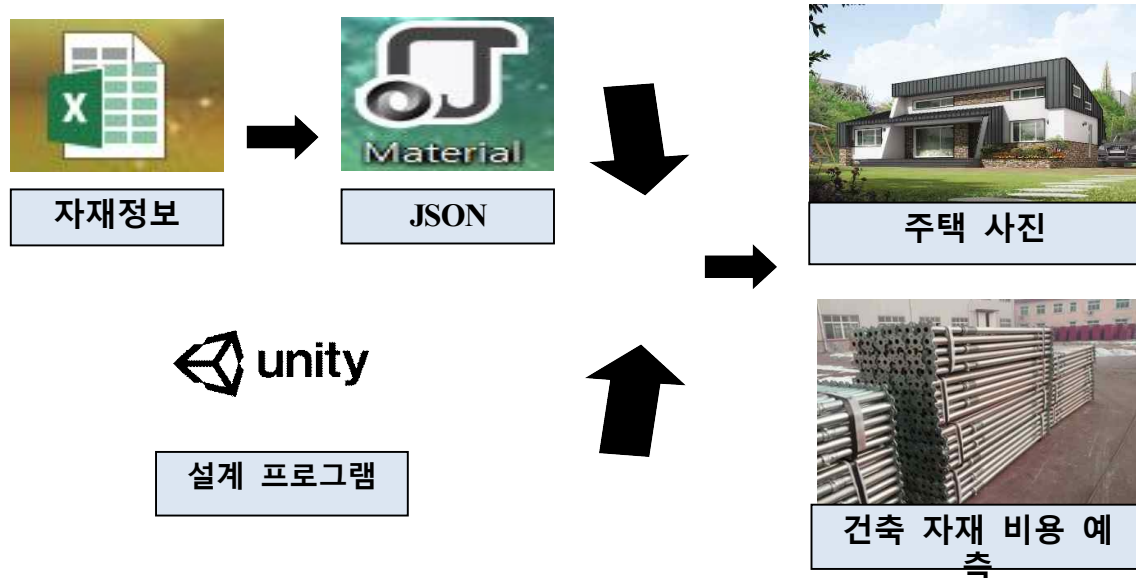 X
Material
자재정보
JSON
주택 사진
unity
설계 프로그램
건축 자재 비용 예
측